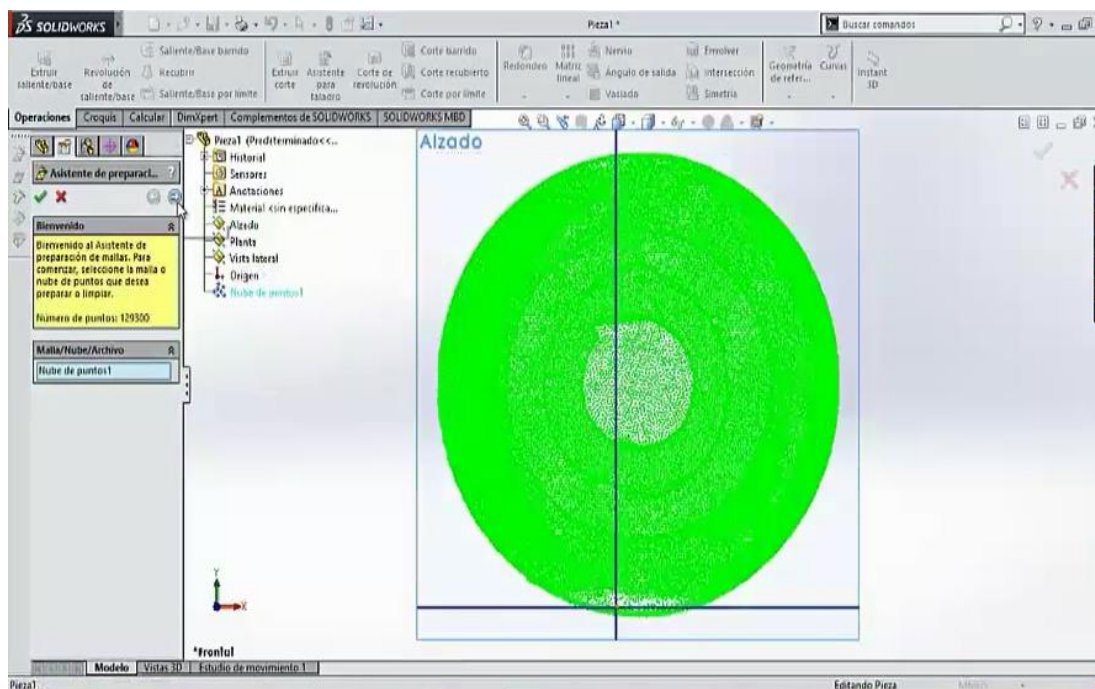 SOLIDWORKS
Pieza1 *
Buscar comandos
Extruir saliente/base
Revolución de saliente/base
Saliente/Base barrido
Recubrir
Saliente/Base por límite
Extruir corte
Asistente para taladro
Corte de revolución
Corte barrido
Corte recubierto
Corte por límite
Redondeo
Matriz lineal
Nervio
Ángulo de salida
Vaciado
Envolver
Intersección
Simetría
Geometría de refer...
Curvas
Instant 3D
Operaciones
Croquis
Calcular
DimXpert
Complementos de SOLIDWORKS
SOLIDWORKS MBD
Asistente de preparaci...
?
Bienvenido
Bienvenido al Asistente de
preparación de mallas. Para
comenzar, seleccione la malla o
nube de puntos que desea
preparar o limpiar.
Número de puntos: 129300
Malla/Nube/Archivo
Nube de puntos1
Pieza1 (Predeterminado<<...
Historial
Sensores
Anotaciones
Material <sin especifica...
Alzado
Planta
Vista lateral
Origen
Nube de puntos1
Alzado
Y
X
*Frontal
Modelo
Vistas 3D
Estudio de movimiento 1
Pieza1
Editando Pieza